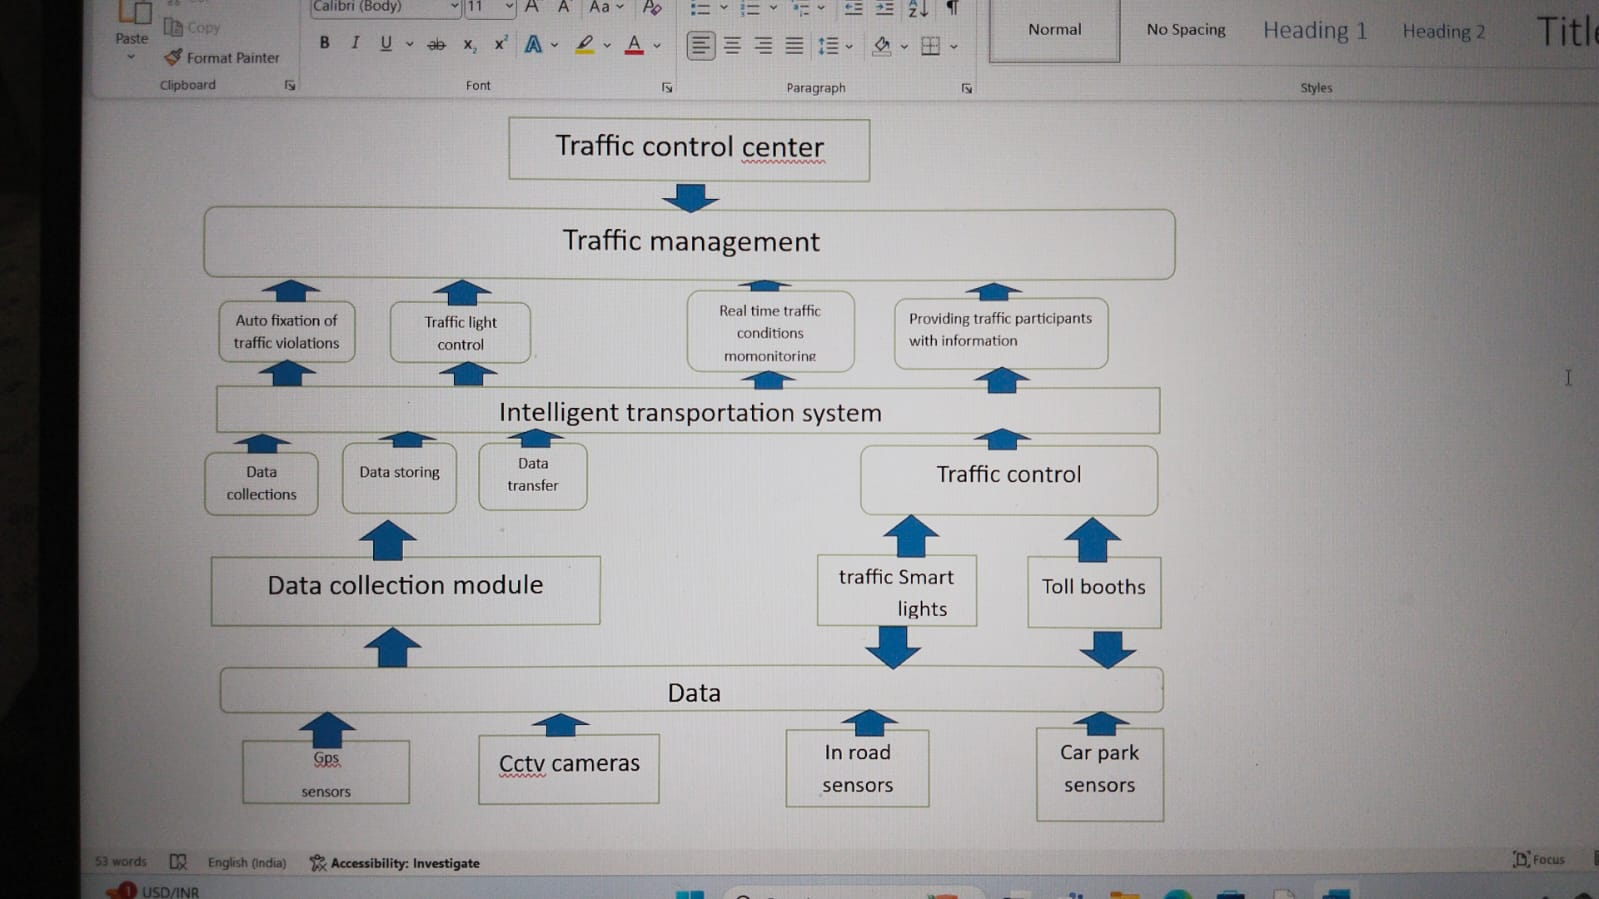 Calibri (Body)
11
Aa
Paste
Copy
Format Painter
B I U ab x₂ x² A A
Normal
No Spacing
Heading 1
Heading 2
Clipboard
Font
Paragraph
Styles
Traffic control center
Traffic management
Auto fixation of
traffic violations
Traffic light
control
Real time traffic
conditions
momonitoring
Providing traffic participants
with information
Intelligent transportation system
Data
collections
Data storing
Data
transfer
Traffic control
Data collection module
traffic Smart
lights
Toll booths
Data
Gps
sensors
Cctv cameras
In road
sensors
Car park
sensors
53 words
English (India)
Accessibility: Investigate
Focus
1
USD/INR